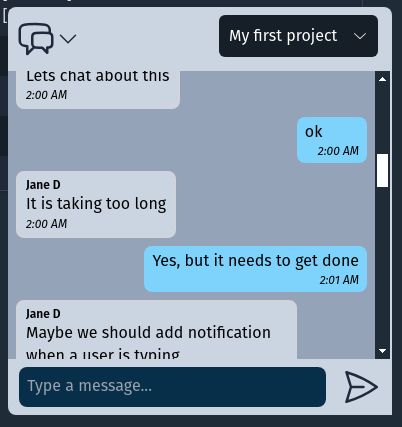 My first project
Lets chat about this
2:00 AM
ok
2:00 AM
Jane D
It is taking too long
2:00 AM
Yes, but it needs to get done
2:01 AM
Jane D
Maybe we should add notification
when a user is typing
Type a message...